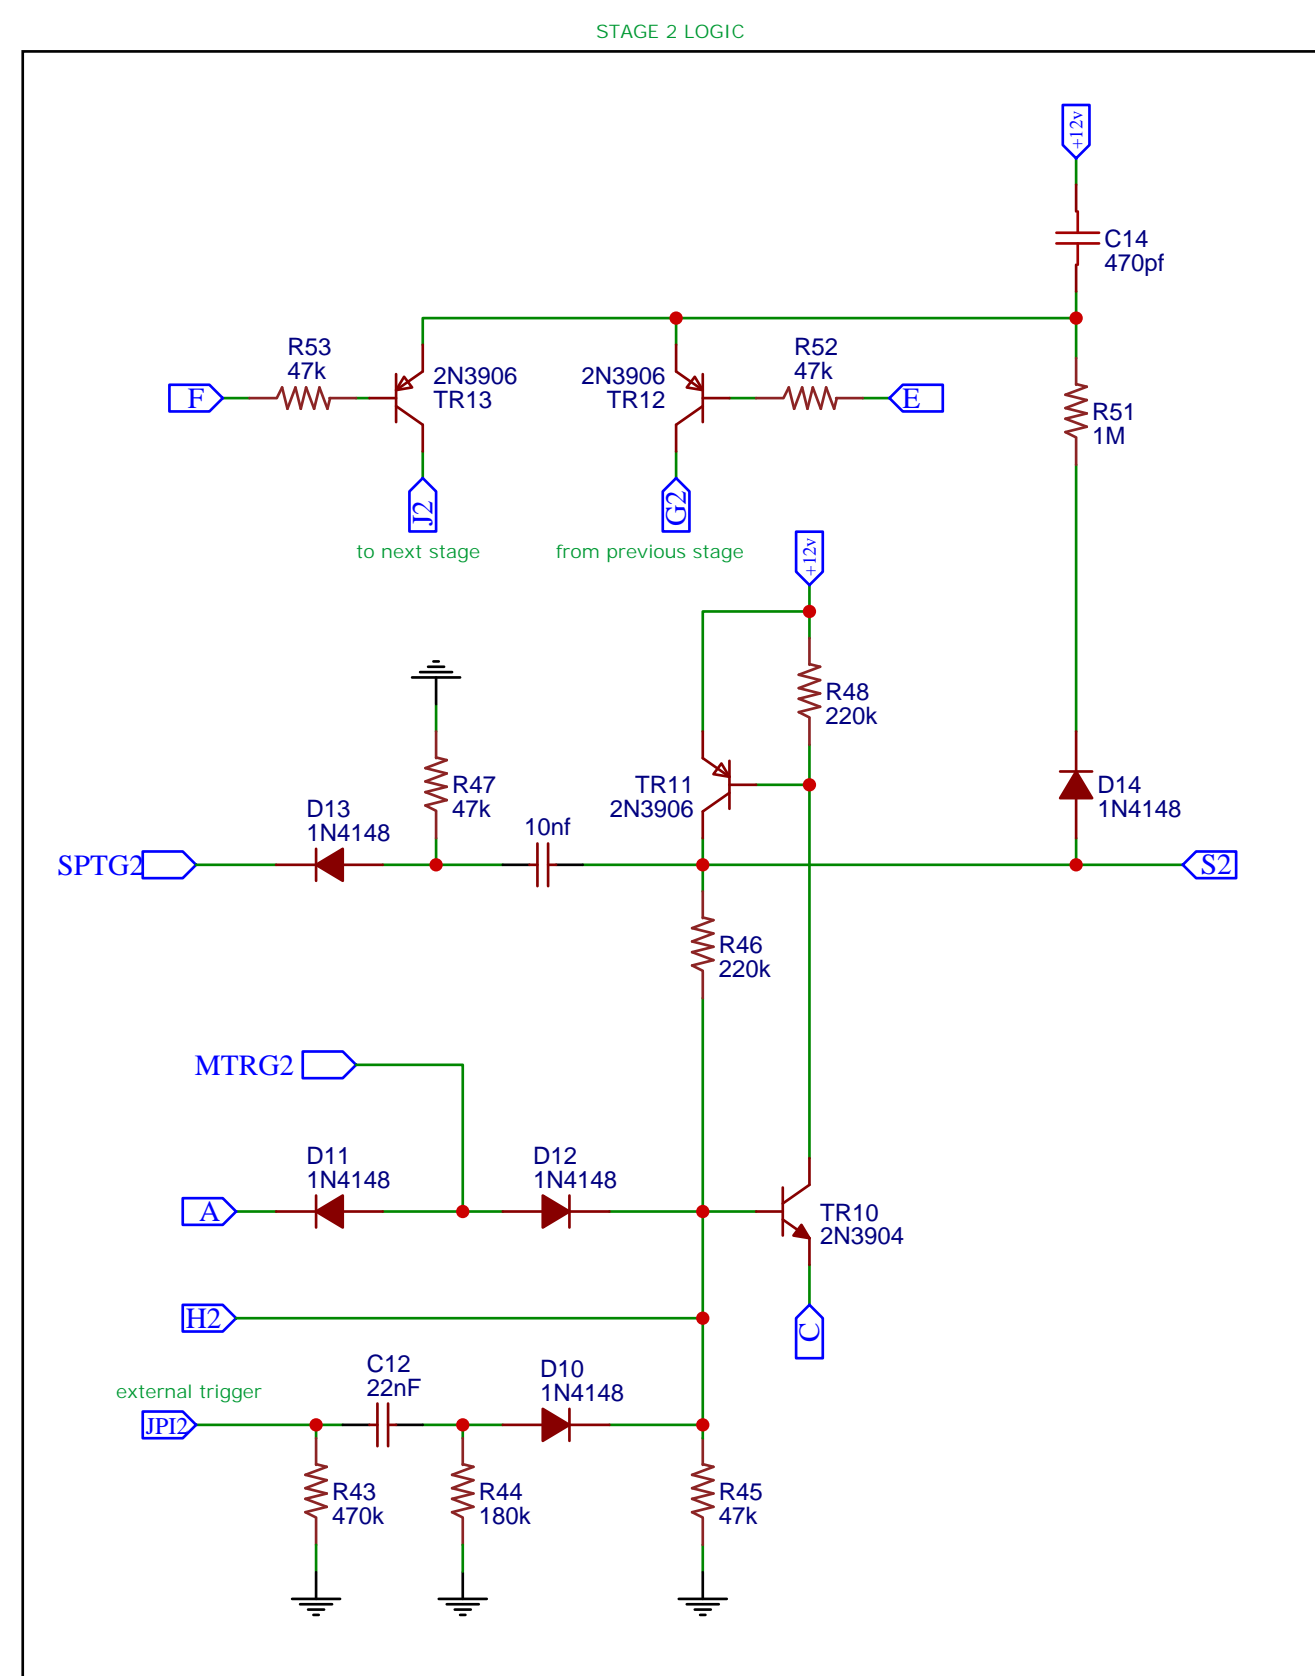 STAGE 2 LOGIC
+12v
C14
470pf
R53
47k
2N3906
TR13
2N3906
TR12
R52
47k
F
E
R51
1M
J2
G2
to next stage
from previous stage
+12v
R48
220k
R47
47k
TR11
2N3906
D14
1N4148
D13
1N4148
10nf
SPTG2
S2
R46
220k
MTRG2
D11
1N4148
D12
1N4148
A
TR10
2N3904
H2
C
C12
22nF
D10
1N4148
external trigger
JPI2
R43
470k
R44
180k
R45
47k